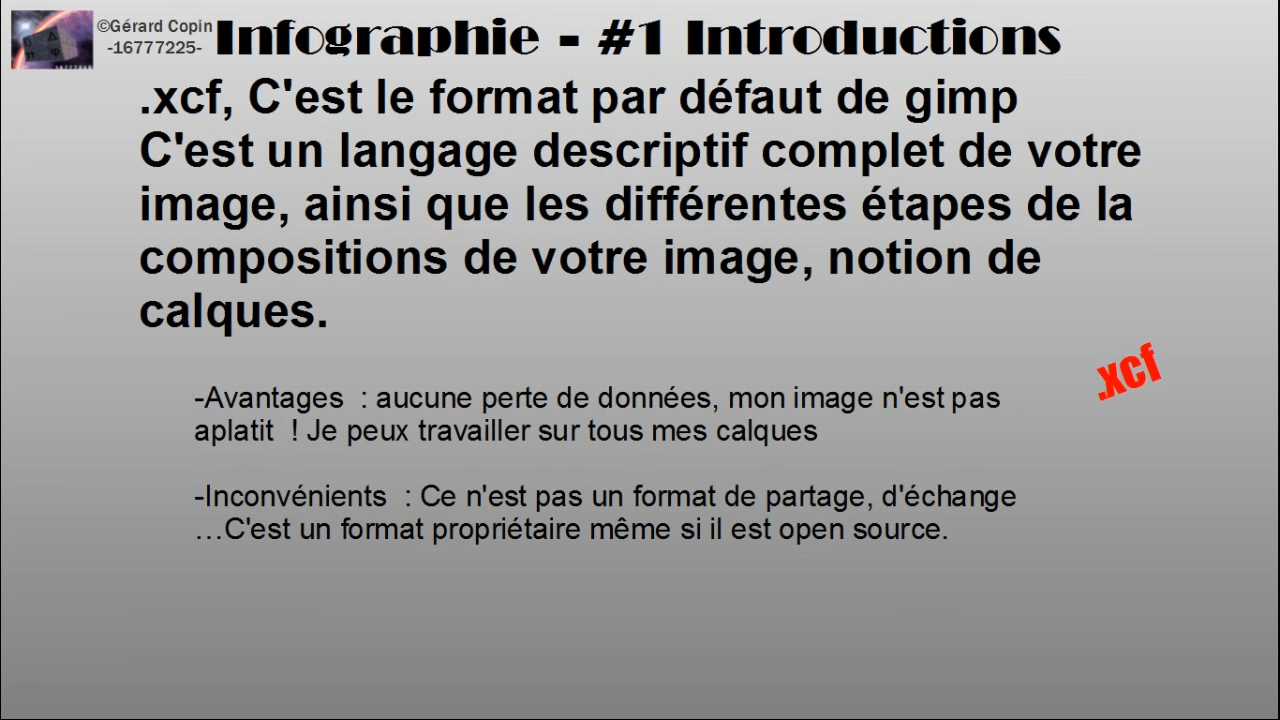 ©Gérard Copin
-16777225-
Infographie - #1 Introductions
.xcf, C'est le format par défaut de gimp
C'est un langage descriptif complet de votre
image, ainsi que les différentes étapes de la
compositions de votre image, notion de
calques.
.xcf
-Avantages  : aucune perte de données, mon image n'est pas
aplatit  ! Je peux travailler sur tous mes calques
-Inconvénients  : Ce n'est pas un format de partage, d'échange
…C'est un format propriétaire même si il est open source.